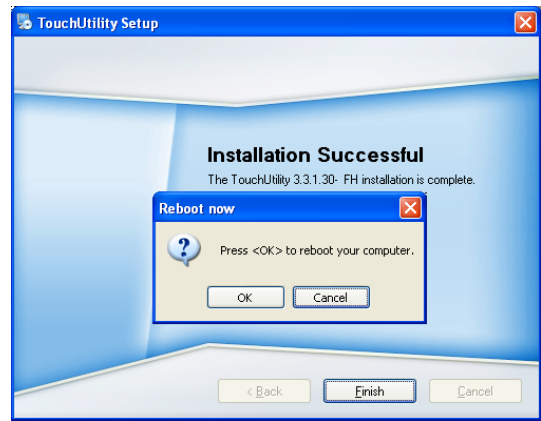 TouchUtility Setup
Installation Successful
The TouchUtility 3.3.1.30- FH installation is complete.
Reboot now
Press <OK> to reboot your computer.
OK
Cancel
< Back
Finish
Cancel